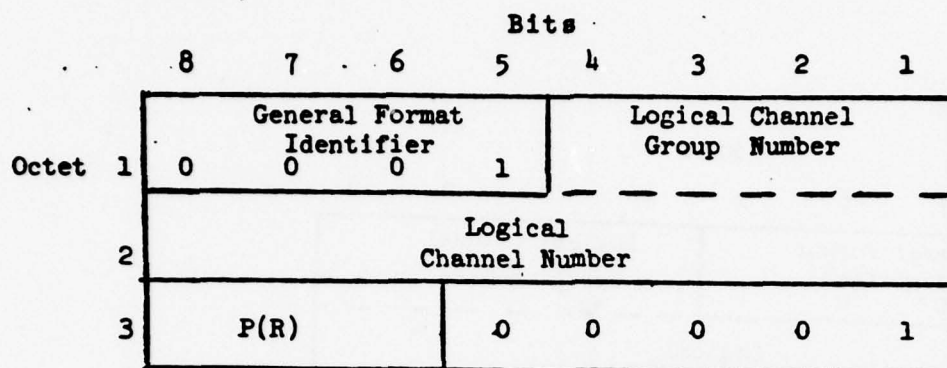 Bits
8 7 6 5 4 3 2 1
General Format Logical Channel
Identifier Group Number
Octet 1 0 0 0 1
Logical
2 Channel Number
3 P(R) 0 0 0 0 1